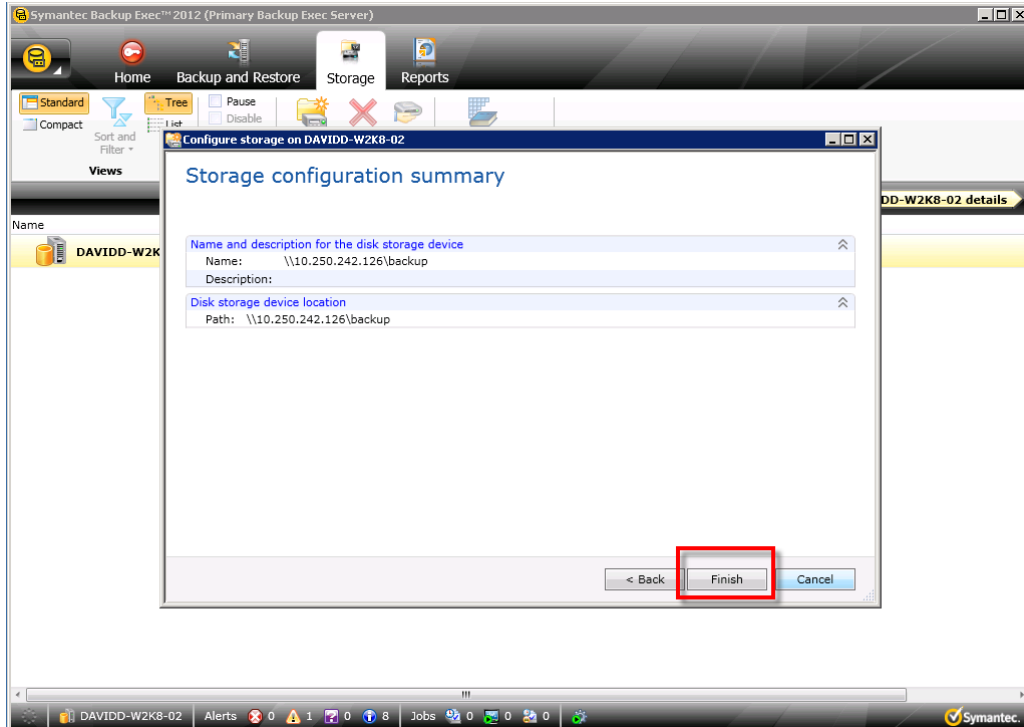 Symantec Backup Exec™ 2012 (Primary Backup Exec Server)
Home
Backup and Restore
Storage
Reports
Standard
Compact
Sort and
Filter
Tree
List
Pause
Disable
Views
Configure storage on DAVIDD-W2K8-02
Storage configuration summary
DD-W2K8-02 details
Name
DAVIDD-W2K
Name and description for the disk storage device
Name: \\10.250.242.126\backup
Description:
Disk storage device location
Path: \\10.250.242.126\backup
< Back
Finish
Cancel
DAVIDD-W2K8-02 Alerts 0 1 0 8 Jobs 0 0 0
Symantec.